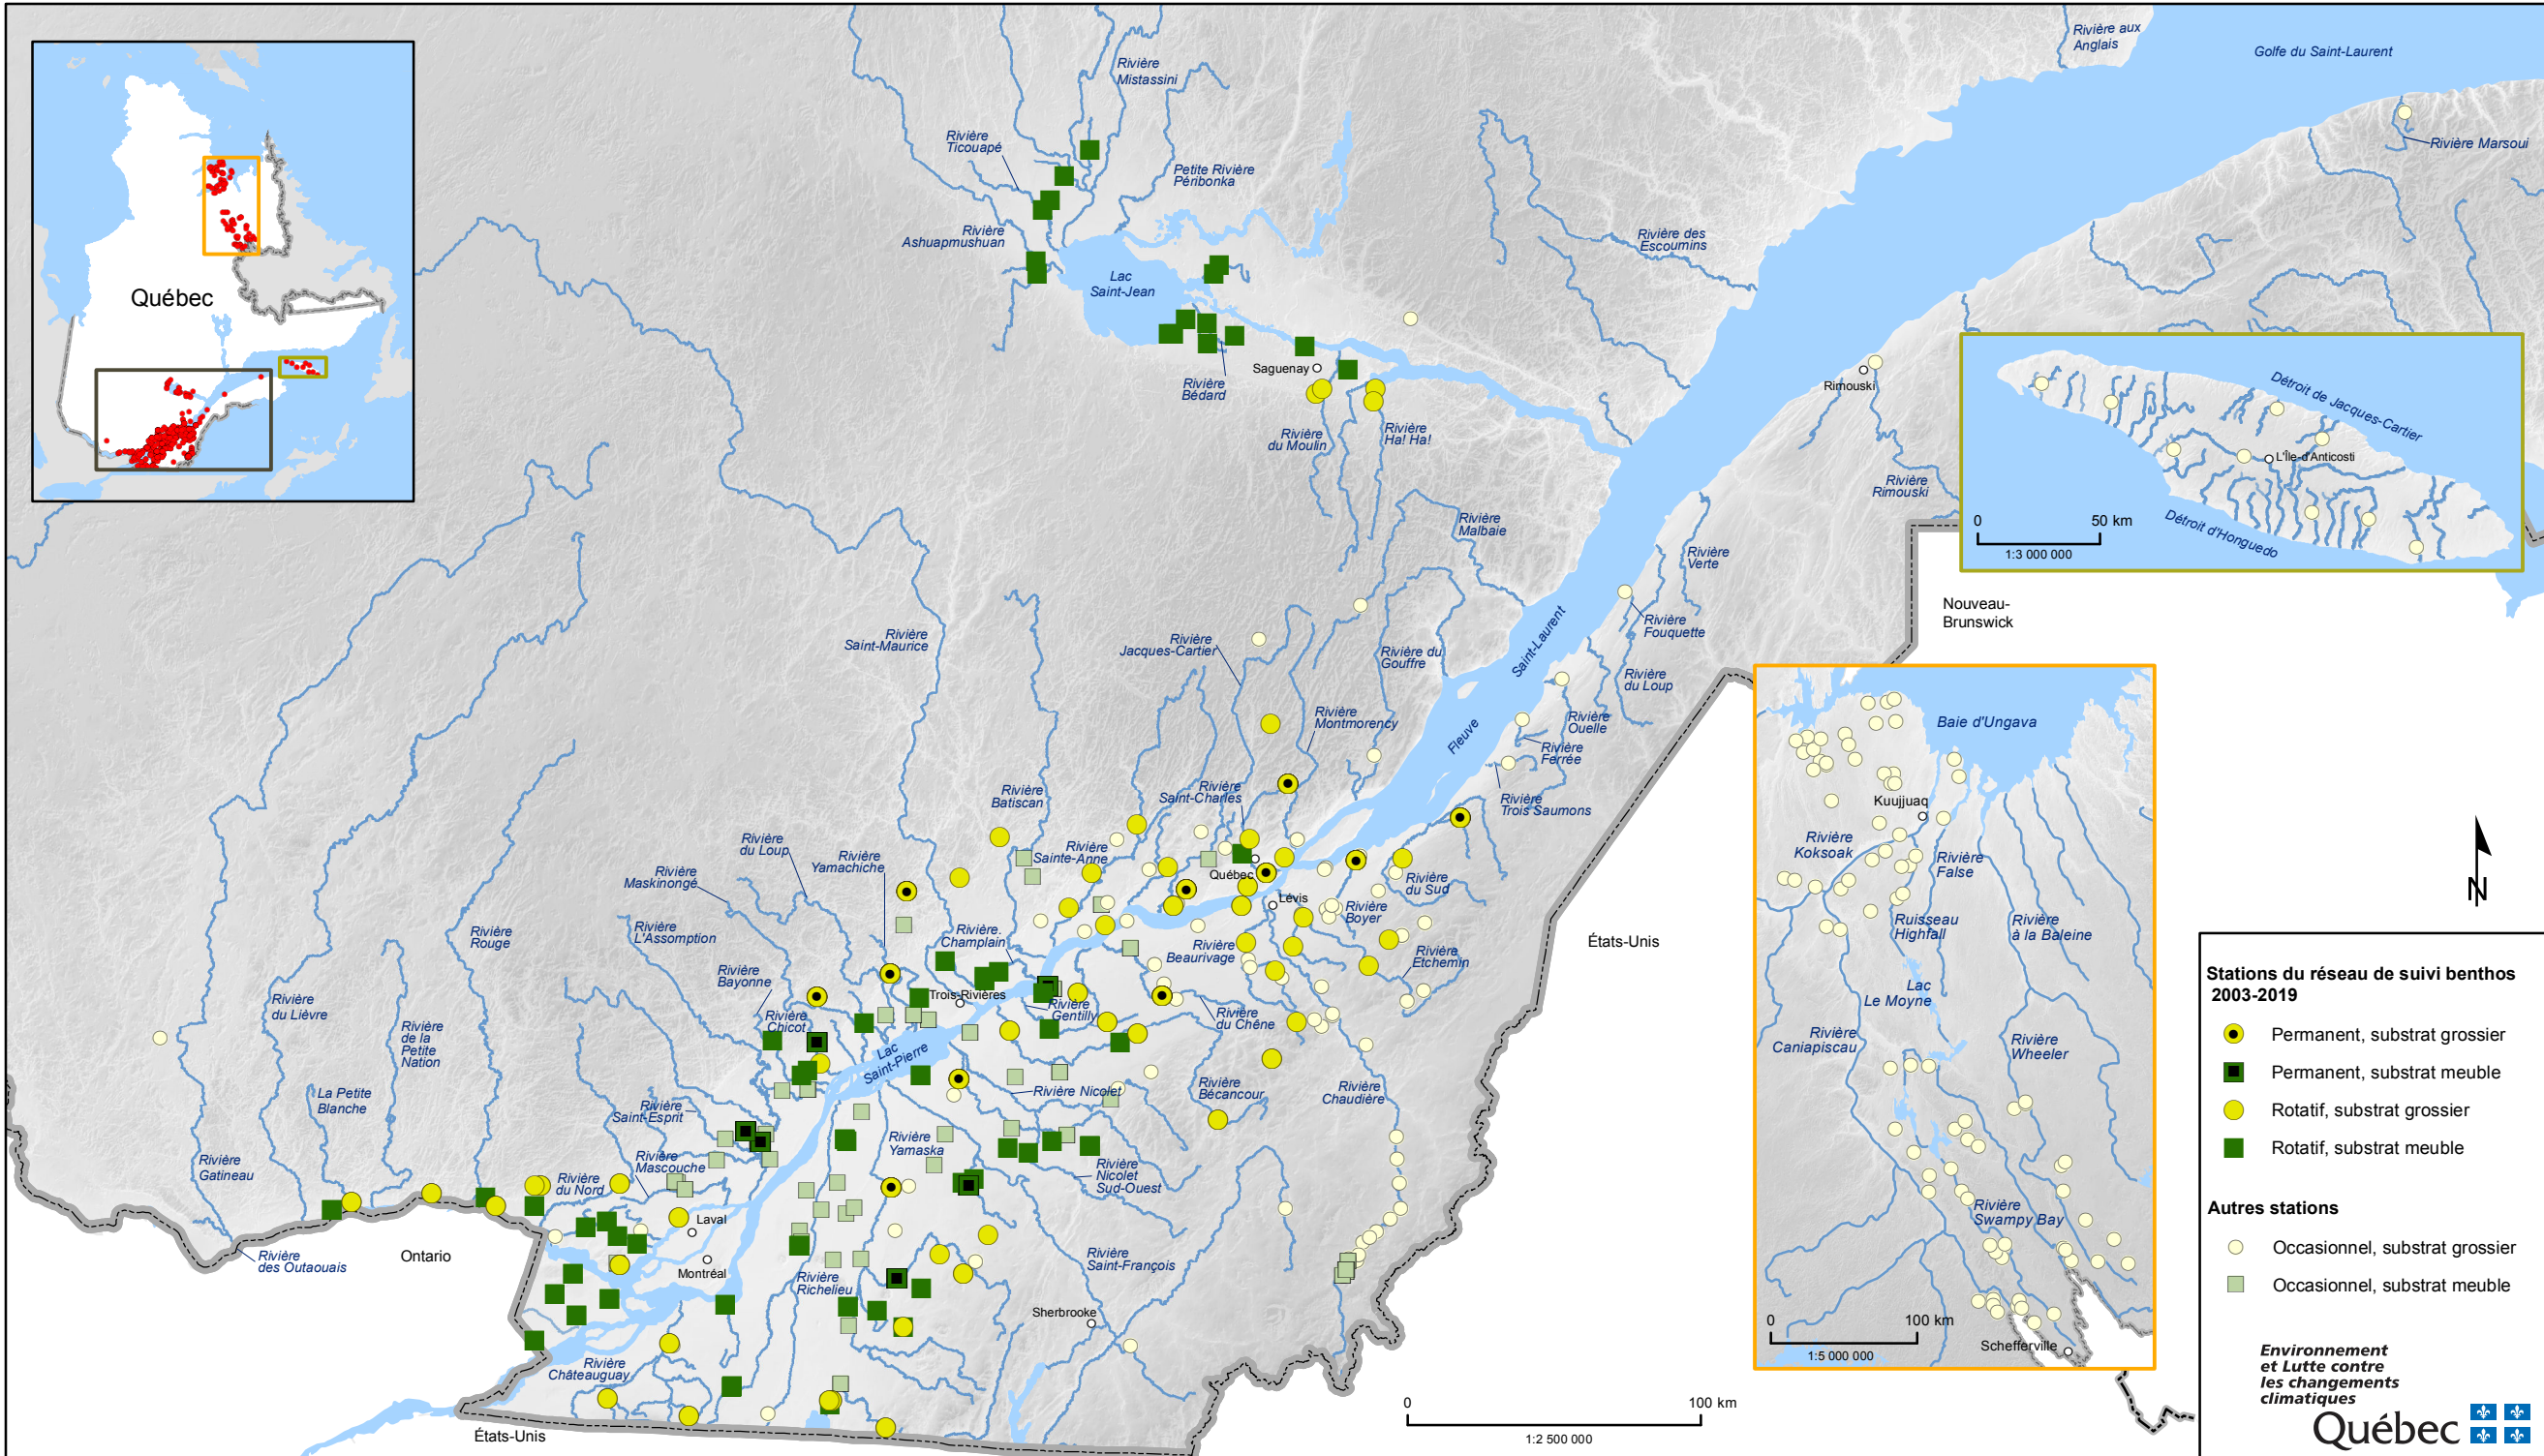 Québec
Rivière
Mistassini
Rivière
Ticouapé
Petite Rivière
Péribonka
Rivière
Ashuapmushuan
Lac
Saint-Jean
Rivière
Bédard
Saguenay
Rivière
du Moulin
Rivière
Ha! Ha!
Rivière des
Escoumins
Rivière aux
Anglais
Golfe du Saint-Laurent
Rivière Marsoui
Rimouski
Rivière
Rimouski
Détroit de Jacques-Cartier
L'Île-d'Anticosti
Détroit d'Honguedo
0 50 km
1:3 000 000
Nouveau-
Brunswick
Rivière
Malbaie
Rivière
Verte
Rivière
Fouquette
Rivière
du Loup
Rivière
Ouelle
Rivière
Ferrée
Rivière
Trois Saumons
Fleuve
Saint-Laurent
Rivière du
Gouffre
Rivière
Jacques-Cartier
Rivière
Montmorency
Rivière
Saint-Maurice
Rivière
Batiscan
Rivière
Saint-Charles
Rivière
Sainte-Anne
Québec
Lévis
Rivière
du Sud
Rivière
Boyer
Rivière
Etchemin
Rivière
Beaurivage
Rivière
du Loup
Rivière
Yamachiche
Rivière
Maskinongé
Rivière
L'Assomption
Rivière
Bayonne
Rivière
Chicot
Rivière
Champlain
Trois-Rivières
Rivière
Gentilly
Rivière
du Chêne
Lac
Saint-Pierre
Rivière Nicolet
Rivière
Bécancour
Rivière
Chaudière
Rivière
Rouge
Rivière
du Lièvre
Rivière
de la
Petite
Nation
La Petite
Blanche
Rivière
Gatineau
Rivière
des Outaouais
Ontario
Rivière
Saint-Esprit
Rivière
Mascouche
Rivière
du Nord
Laval
Montréal
Rivière
Yamaska
Rivière
Nicolet
Sud-Ouest
Rivière
Richelieu
Rivière
Saint-François
Sherbrooke
Rivière
Châteauguay
États-Unis
États-Unis
0 100 km
1:2 500 000
Baie d'Ungava
Kuujjuaq
Rivière
Koksoak
Rivière
False
Ruisseau
Highfall
Rivière
à la Baleine
Lac
Le Moyne
Rivière
Caniapiscau
Rivière
Wheeler
Rivière
Swampy Bay
Schefferville
0 100 km
1:5 000 000
N
Stations du réseau de suivi benthos
2003-2019
Permanent, substrat grossier
Permanent, substrat meuble
Rotatif, substrat grossier
Rotatif, substrat meuble
Autres stations
Occasionnel, substrat grossier
Occasionnel, substrat meuble
Environnement
et Lutte contre
les changements
climatiques
Québec